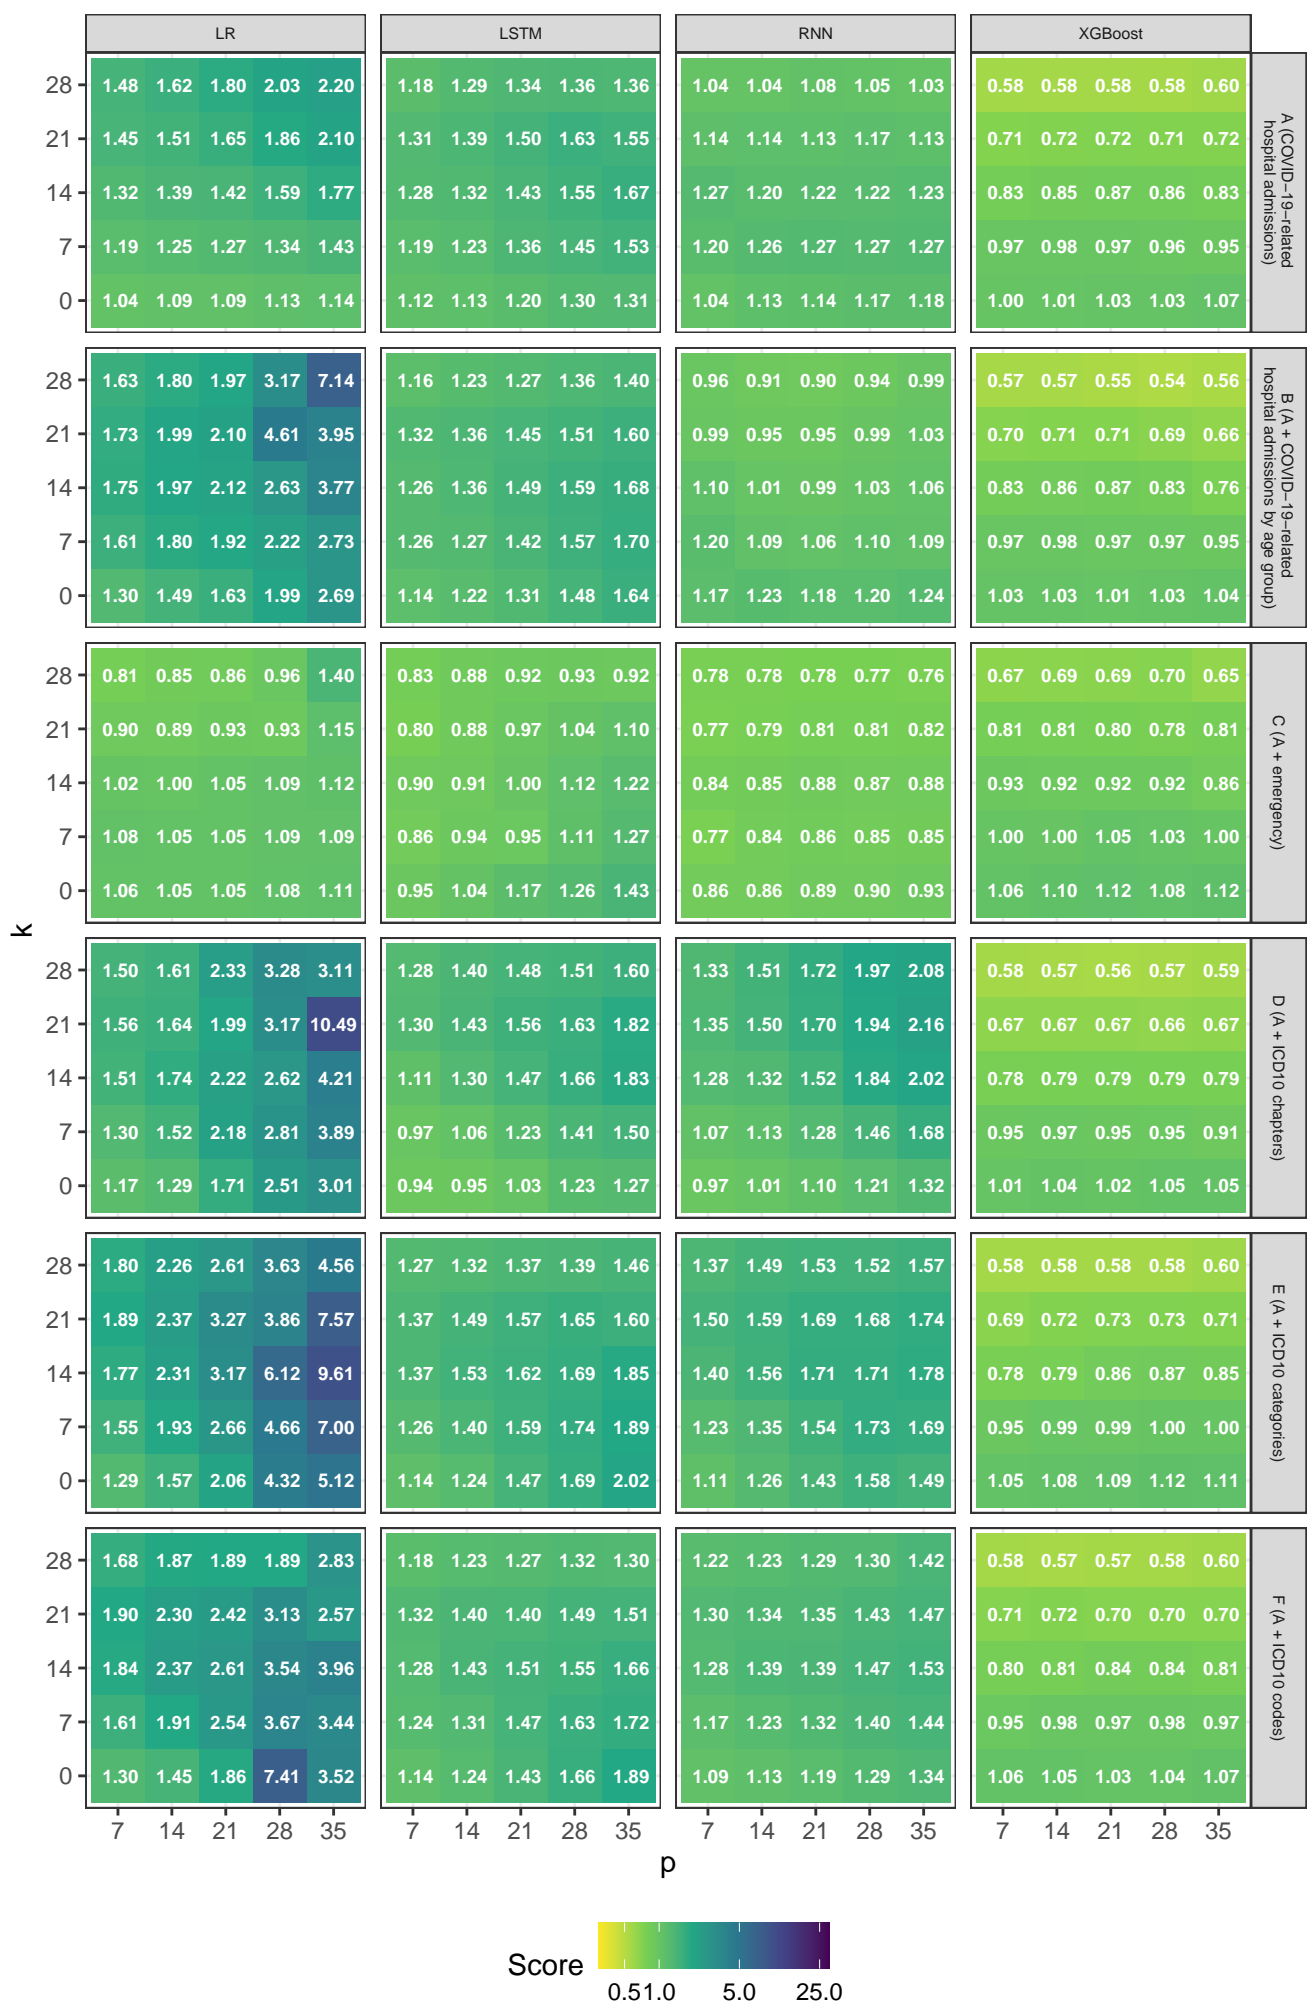 LR LSTM RNN XGBoost
28 1.48 1.62 1.80 2.03 2.20 1.18 1.29 1.34 1.36 1.36 1.04 1.04 1.08 1.05 1.03 0.58 0.58 0.58 0.58 0.60
21 1.45 1.51 1.65 1.86 2.10 1.31 1.39 1.50 1.63 1.55 1.14 1.14 1.13 1.17 1.13 0.71 0.72 0.72 0.71 0.72
14 1.32 1.39 1.42 1.59 1.77 1.28 1.32 1.43 1.55 1.67 1.27 1.20 1.22 1.22 1.23 0.83 0.85 0.87 0.86 0.83
7 1.19 1.25 1.27 1.34 1.43 1.19 1.23 1.36 1.45 1.53 1.20 1.26 1.27 1.27 1.27 0.97 0.98 0.97 0.96 0.95
0 1.04 1.09 1.09 1.13 1.14 1.12 1.13 1.20 1.30 1.31 1.04 1.13 1.14 1.17 1.18 1.00 1.01 1.03 1.03 1.07
A (COVID−19−related
hospital admissions)
28 1.63 1.80 1.97 3.17 7.14 1.16 1.23 1.27 1.36 1.40 0.96 0.91 0.90 0.94 0.99 0.57 0.57 0.55 0.54 0.56
21 1.73 1.99 2.10 4.61 3.95 1.32 1.36 1.45 1.51 1.60 0.99 0.95 0.95 0.99 1.03 0.70 0.71 0.71 0.69 0.66
14 1.75 1.97 2.12 2.63 3.77 1.26 1.36 1.49 1.59 1.68 1.10 1.01 0.99 1.03 1.06 0.83 0.86 0.87 0.83 0.76
7 1.61 1.80 1.92 2.22 2.73 1.26 1.27 1.42 1.57 1.70 1.20 1.09 1.06 1.10 1.09 0.97 0.98 0.97 0.97 0.95
0 1.30 1.49 1.63 1.99 2.69 1.14 1.22 1.31 1.48 1.64 1.17 1.23 1.18 1.20 1.24 1.03 1.03 1.01 1.03 1.04
B (A + COVID−19−related
hospital admissions by age group)
28 0.81 0.85 0.86 0.96 1.40 0.83 0.88 0.92 0.93 0.92 0.78 0.78 0.78 0.77 0.76 0.67 0.69 0.69 0.70 0.65
21 0.90 0.89 0.93 0.93 1.15 0.80 0.88 0.97 1.04 1.10 0.77 0.79 0.81 0.81 0.82 0.81 0.81 0.80 0.78 0.81
14 1.02 1.00 1.05 1.09 1.12 0.90 0.91 1.00 1.12 1.22 0.84 0.85 0.88 0.87 0.88 0.93 0.92 0.92 0.92 0.86
7 1.08 1.05 1.05 1.09 1.09 0.86 0.94 0.95 1.11 1.27 0.77 0.84 0.86 0.85 0.85 1.00 1.00 1.05 1.03 1.00
0 1.06 1.05 1.05 1.08 1.11 0.95 1.04 1.17 1.26 1.43 0.86 0.86 0.89 0.90 0.93 1.06 1.10 1.12 1.08 1.12
C (A + emergency)
k
28 1.50 1.61 2.33 3.28 3.11 1.28 1.40 1.48 1.51 1.60 1.33 1.51 1.72 1.97 2.08 0.58 0.57 0.56 0.57 0.59
21 1.56 1.64 1.99 3.17 10.49 1.30 1.43 1.56 1.63 1.82 1.35 1.50 1.70 1.94 2.16 0.67 0.67 0.67 0.66 0.67
14 1.51 1.74 2.22 2.62 4.21 1.11 1.30 1.47 1.66 1.83 1.28 1.32 1.52 1.84 2.02 0.78 0.79 0.79 0.79 0.79
7 1.30 1.52 2.18 2.81 3.89 0.97 1.06 1.23 1.41 1.50 1.07 1.13 1.28 1.46 1.68 0.95 0.97 0.95 0.95 0.91
0 1.17 1.29 1.71 2.51 3.01 0.94 0.95 1.03 1.23 1.27 0.97 1.01 1.10 1.21 1.32 1.01 1.04 1.02 1.05 1.05
D (A + ICD10 chapters)
28 1.80 2.26 2.61 3.63 4.56 1.27 1.32 1.37 1.39 1.46 1.37 1.49 1.53 1.52 1.57 0.58 0.58 0.58 0.58 0.60
21 1.89 2.37 3.27 3.86 7.57 1.37 1.49 1.57 1.65 1.60 1.50 1.59 1.69 1.68 1.74 0.69 0.72 0.73 0.73 0.71
14 1.77 2.31 3.17 6.12 9.61 1.37 1.53 1.62 1.69 1.85 1.40 1.56 1.71 1.71 1.78 0.78 0.79 0.86 0.87 0.85
7 1.55 1.93 2.66 4.66 7.00 1.26 1.40 1.59 1.74 1.89 1.23 1.35 1.54 1.73 1.69 0.95 0.99 0.99 1.00 1.00
0 1.29 1.57 2.06 4.32 5.12 1.14 1.24 1.47 1.69 2.02 1.11 1.26 1.43 1.58 1.49 1.05 1.08 1.09 1.12 1.11
E (A + ICD10 categories)
28 1.68 1.87 1.89 1.89 2.83 1.18 1.23 1.27 1.32 1.30 1.22 1.23 1.29 1.30 1.42 0.58 0.57 0.57 0.58 0.60
21 1.90 2.30 2.42 3.13 2.57 1.32 1.40 1.40 1.49 1.51 1.30 1.34 1.35 1.43 1.47 0.71 0.72 0.70 0.70 0.70
14 1.84 2.37 2.61 3.54 3.96 1.28 1.43 1.51 1.55 1.66 1.28 1.39 1.39 1.47 1.53 0.80 0.81 0.84 0.84 0.81
7 1.61 1.91 2.54 3.67 3.44 1.24 1.31 1.47 1.63 1.72 1.17 1.23 1.32 1.40 1.44 0.95 0.98 0.97 0.98 0.97
0 1.30 1.45 1.86 7.41 3.52 1.14 1.24 1.43 1.66 1.89 1.09 1.13 1.19 1.29 1.34 1.06 1.05 1.03 1.04 1.07
F (A + ICD10 codes)
7 14 21 28 35 7 14 21 28 35 7 14 21 28 35 7 14 21 28 35
p
Score
0.5 1.0 5.0 25.0